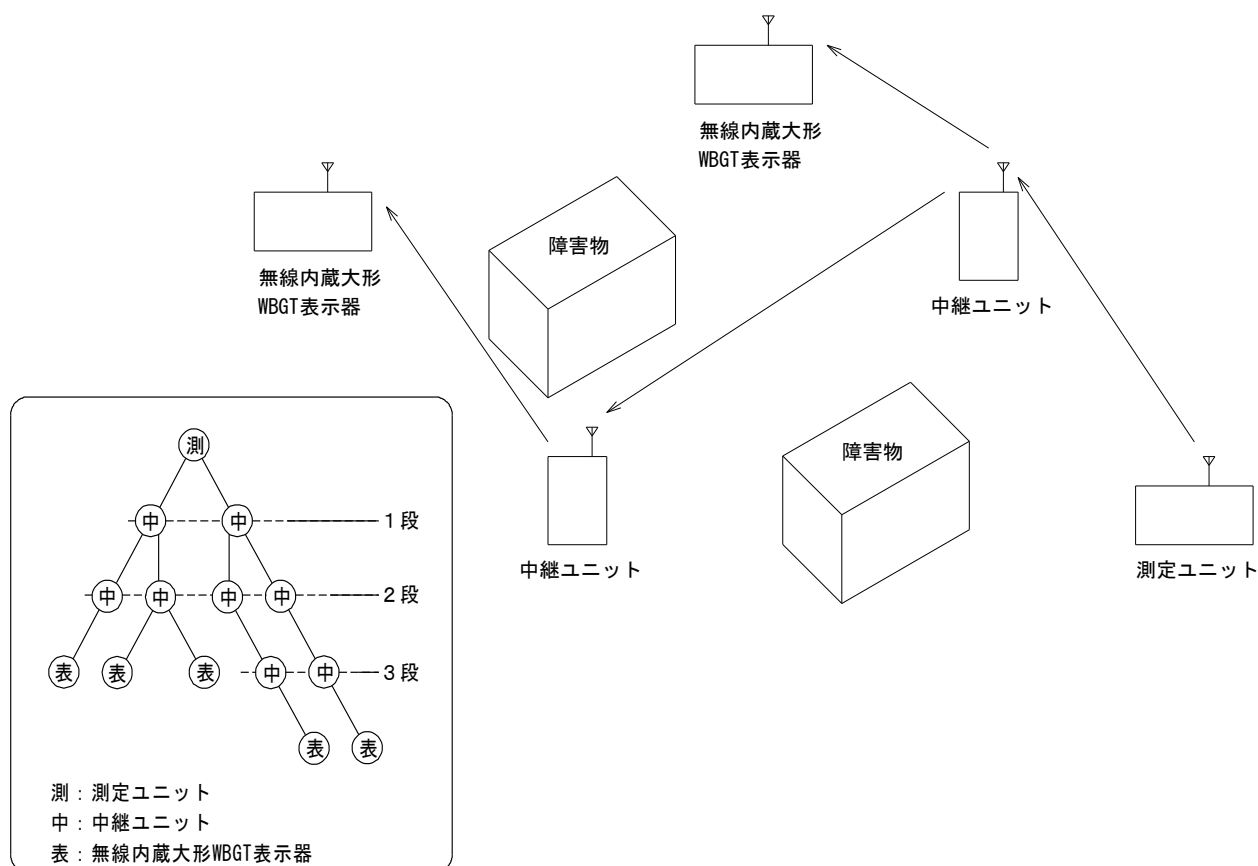 無線内蔵大形
WBGT表示器
無線内蔵大形
WBGT表示器
障害物
中継ユニット
障害物
中継ユニット
測定ユニット
測
中 中 1段
中 中 中 中 2段
表 表 表 中 中 3段
表 表
測:測定ユニット
中:中継ユニット
表:無線内蔵大形WBGT表示器